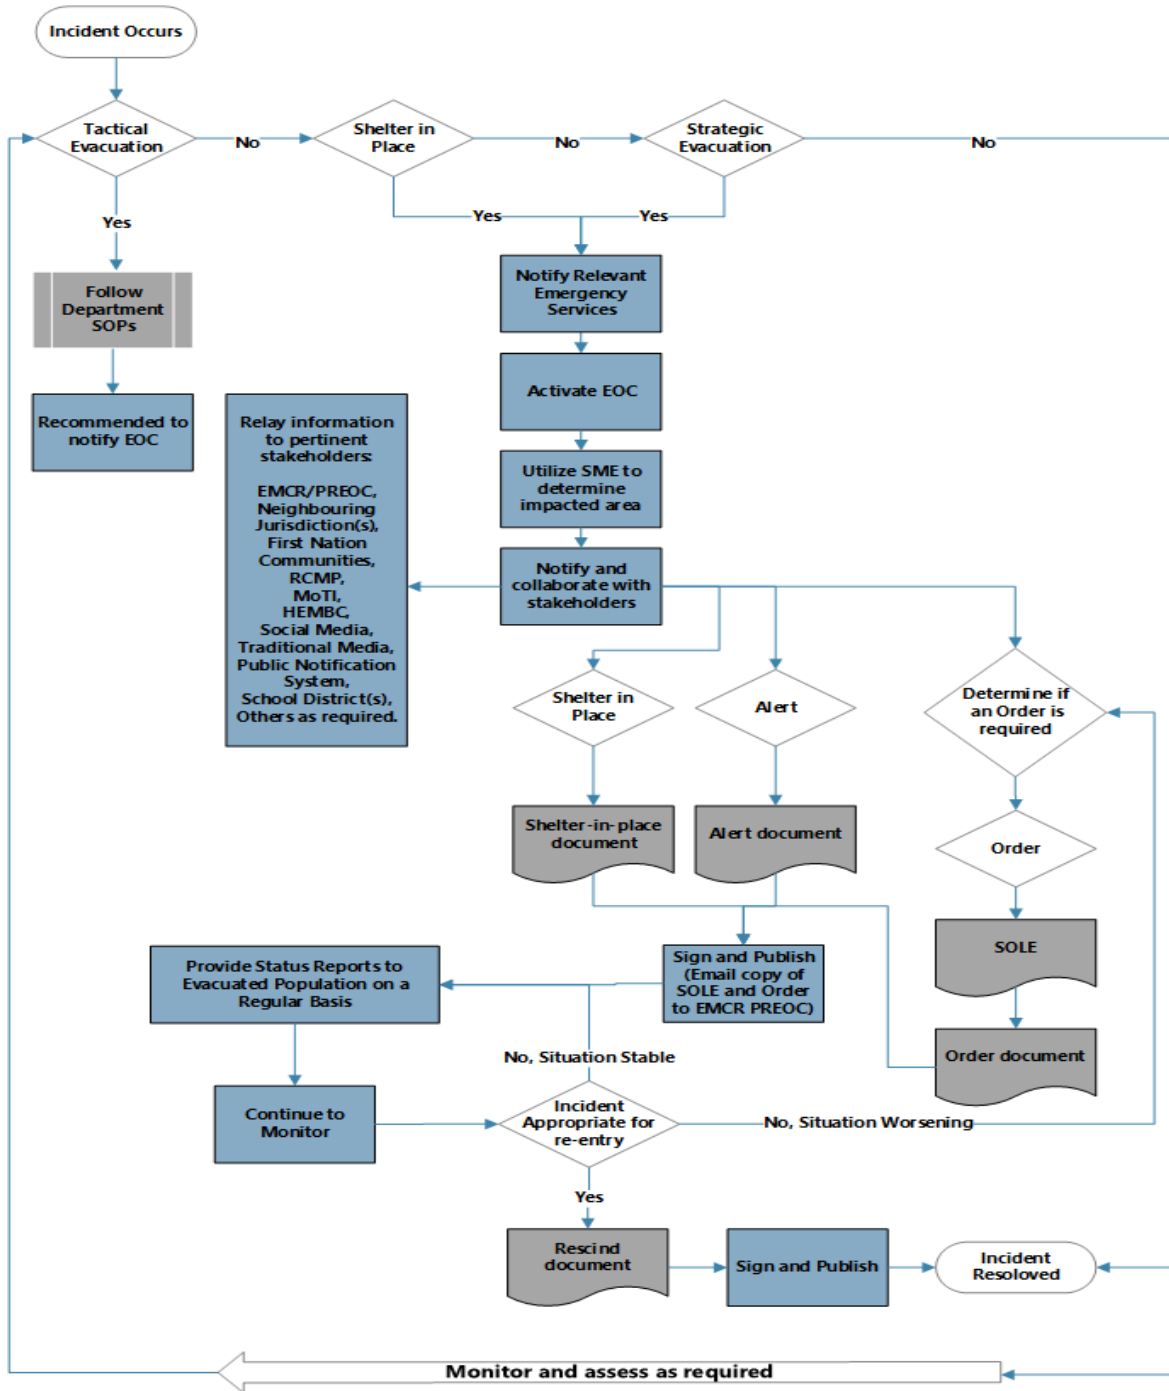 Incident Occurs
Tactical
Evacuation
No
Shelter in
Place
No
Strategic
Evacuation
No
Yes
Yes
Yes
Follow
Department
SOPs
Recommended to
notify EOC
Notify Relevant
Emergency
Services
Activate EOC
Utilize SME to
determine
impacted area
Notify and
collaborate with
stakeholders
Relay information
to pertinent
stakeholders:
EMCR/PREOC,
Neighbouring
Jurisdiction(s),
First Nation
Communities,
RCMP,
MoTI,
HEMBC,
Social Media,
Traditional Media,
Public Notification
System,
School District(s),
Others as required.
Shelter in
Place
Alert
Determine if
an Order is
required
Shelter-in-place
document
Alert document
Order
SOLE
Order document
Sign and Publish
(Email copy of
SOLE and Order
to EMCR PREOC)
Provide Status Reports to
Evacuated Population on a
Regular Basis
No, Situation Stable
Continue to
Monitor
Incident
Appropriate for
re-entry
No, Situation Worsening
Yes
Rescind
document
Sign and Publish
Incident
Resoloved
Monitor and assess as required